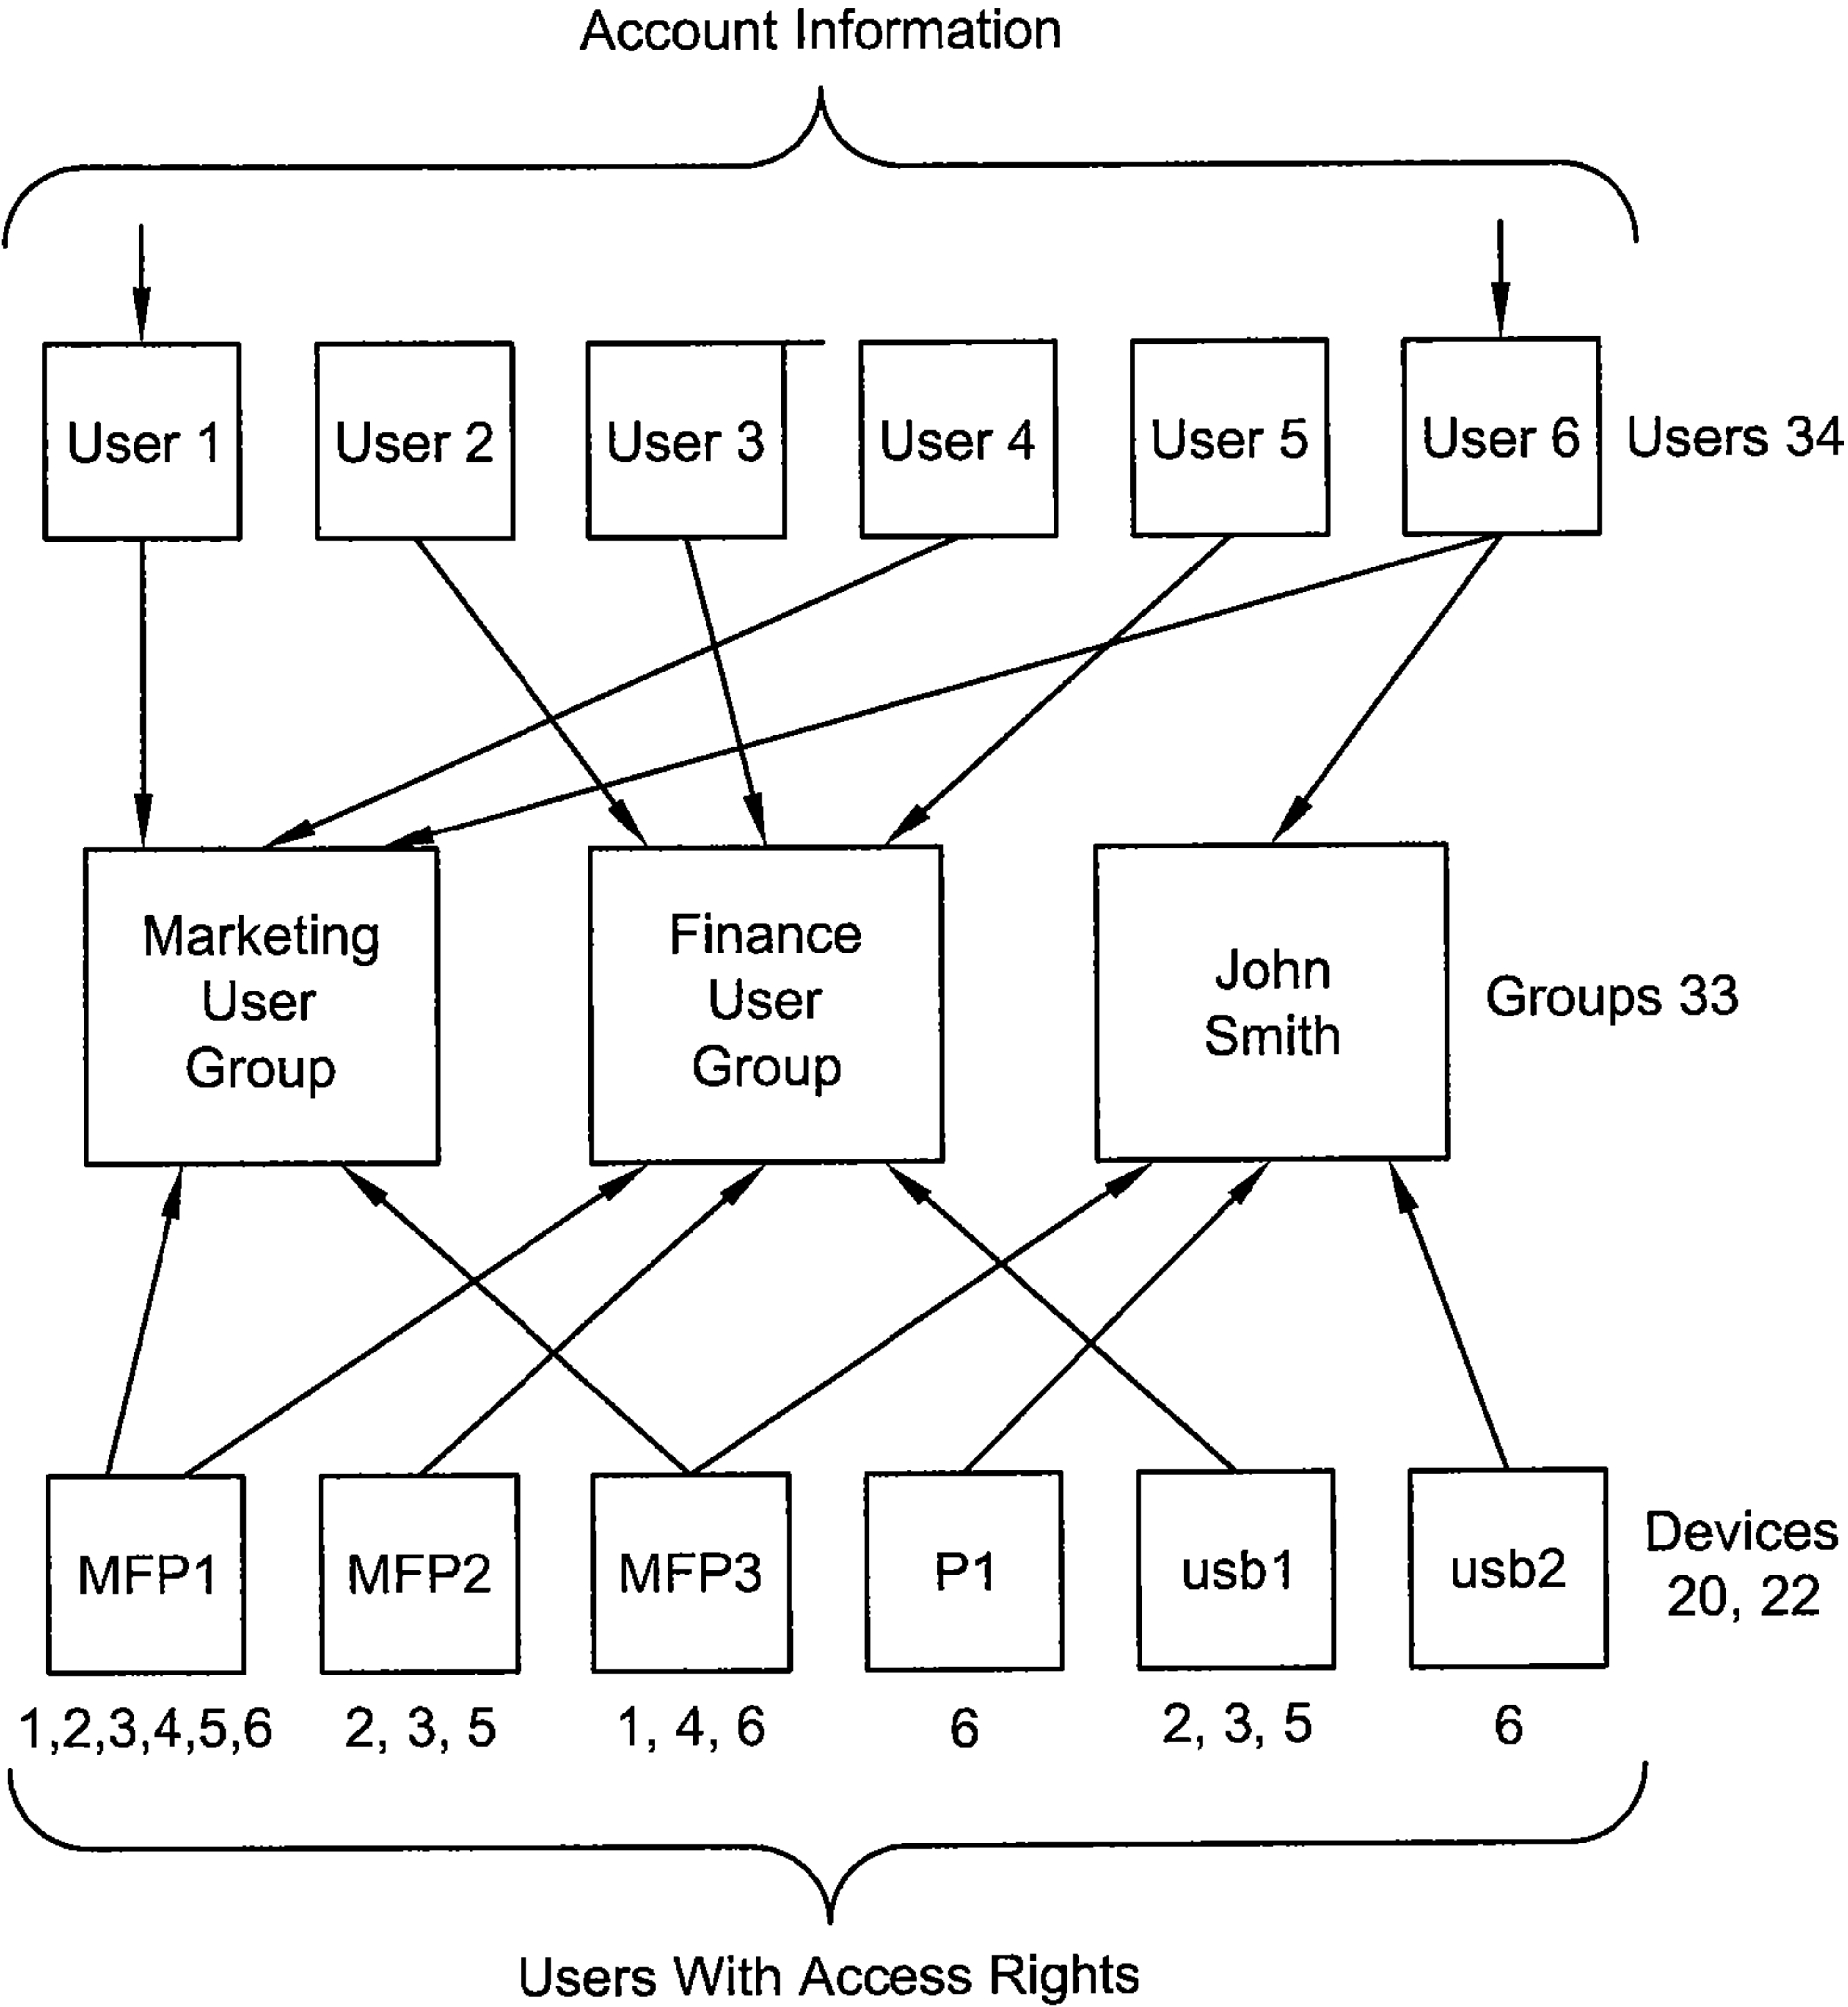 Account Information
User 1
User 2
User 3
User 4
User 5
User 6
Users 34
Marketing
User
Group
Finance
User
Group
John
Smith
Groups 33
MFP1
MFP2
MFP3
P1
usb1
usb2
Devices
20, 22
1,2,3,4,5,6
2, 3, 5
1, 4, 6
6
2, 3, 5
6
Users With Access Rights